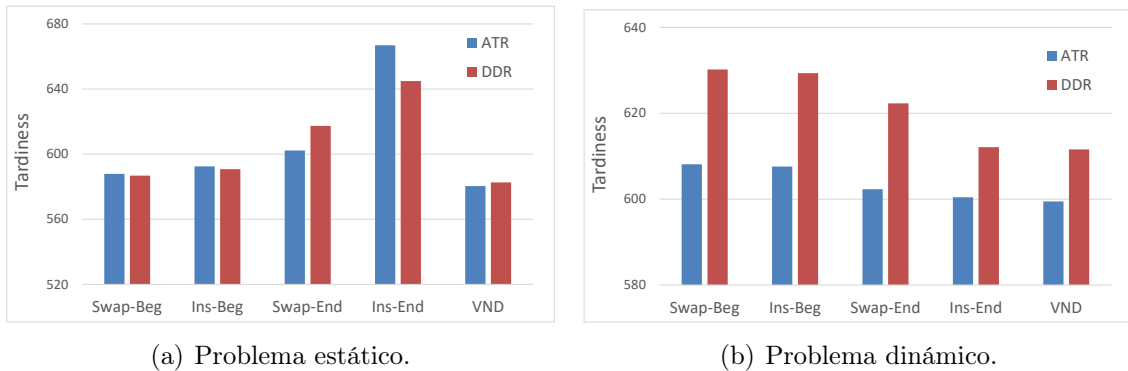 680
640
600
560
520
Tardiness
ATR
DDR
Swap-Beg Ins-Beg Swap-End Ins-End VND
(a) Problema estático.
640
620
600
580
Tardiness
ATR
DDR
Swap-Beg Ins-Beg Swap-End Ins-End VND
(b) Problema dinámico.